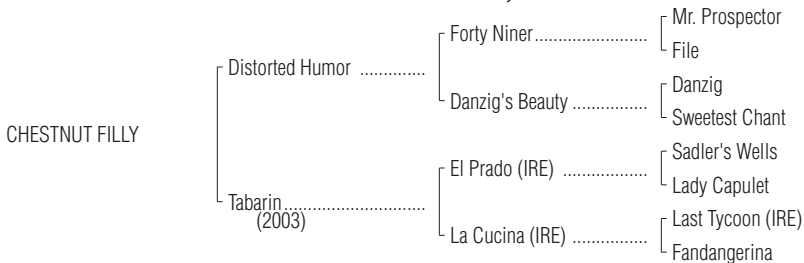 Mr. Prospector
Forty Niner
File
Distorted Humor
Danzig
Danzig's Beauty
Sweetest Chant
CHESTNUT FILLY
Sadler's Wells
El Prado (IRE)
Lady Capulet
Tabarin
(2003)
Last Tycoon (IRE)
La Cucina (IRE)
Fandangerina